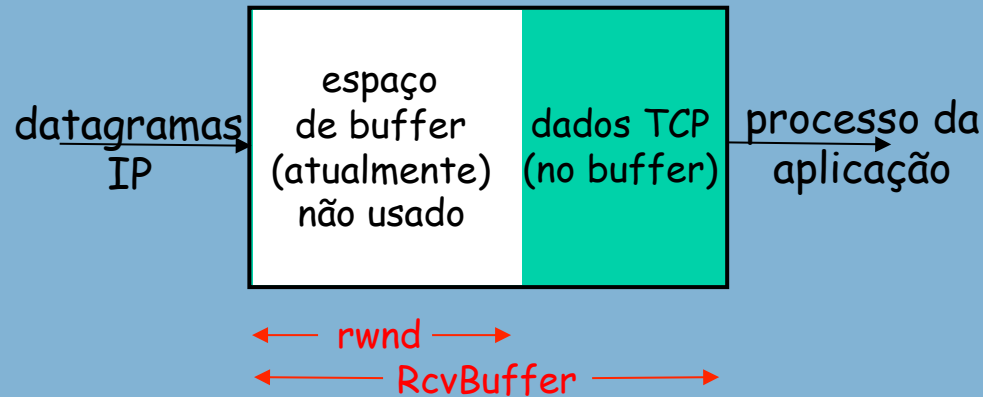 datagramas
IP
espaço
de buffer
(atualmente)
não usado
dados TCP
(no buffer)
processo da
aplicação
rwnd
RcvBuffer